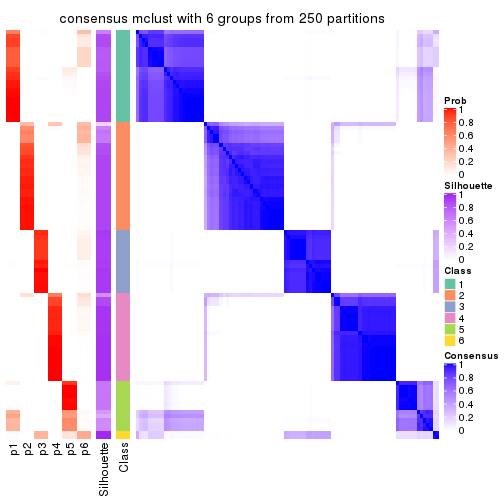 consensus mclust with 6 groups from 250 partitions
Prob
1
0.8
0.6
0.4
0.2
0
Silhouette
1
0.8
0.6
0.4
0.2
0
Class
1
2
3
4
5
6
Consensus
1
0.8
0.6
0.4
0.2
0
p1
p2
p3
p4
p5
p6
Silhouette
Class